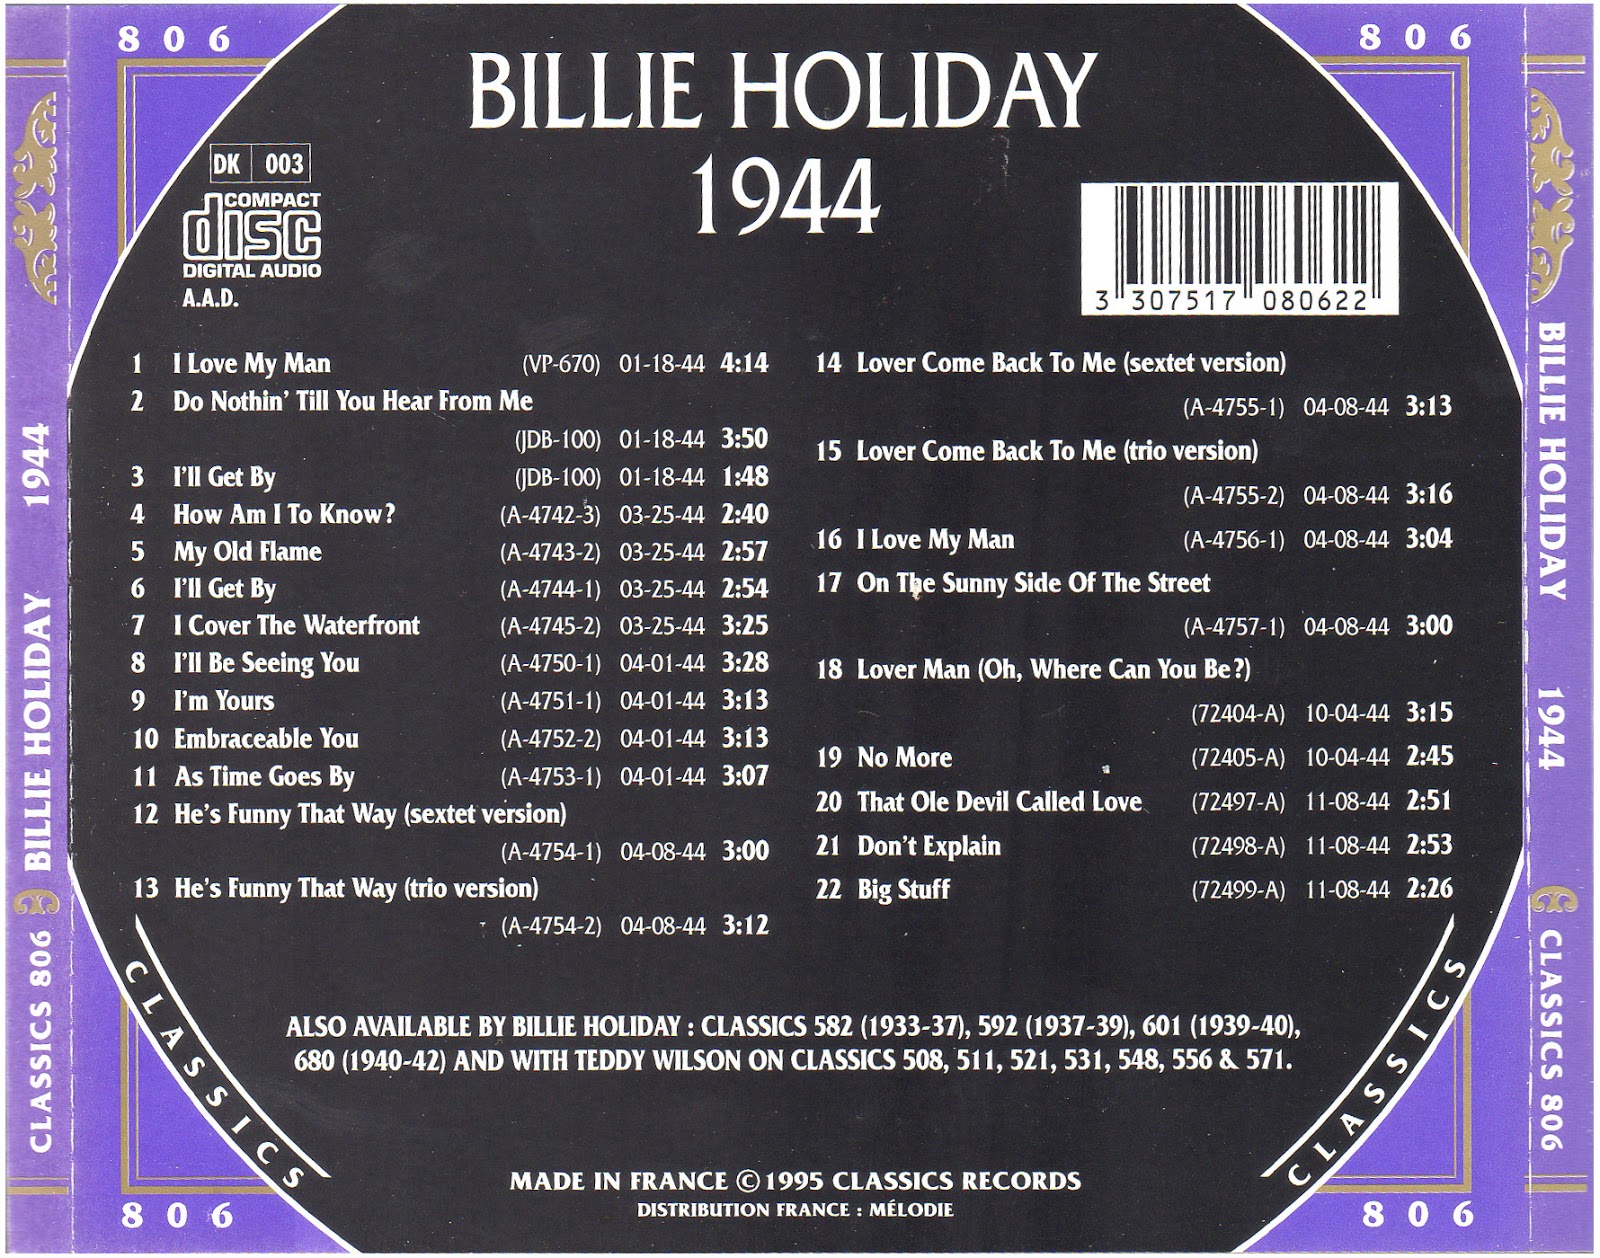 806
806
BILLIE HOLIDAY
1944
DK 003
COMPACT
disc
DIGITAL AUDIO
A.A.D.
3 307517 080622
1 I Love My Man (VP-670) 01-18-44 4:14
2 Do Nothin' Till You Hear From Me
(JDB-100) 01-18-44 3:50
3 I'll Get By (JDB-100) 01-18-44 1:48
4 How Am I To Know? (A-4742-3) 03-25-44 2:40
5 My Old Flame (A-4743-2) 03-25-44 2:57
6 I'll Get By (A-4744-1) 03-25-44 2:54
7 I Cover The Waterfront (A-4745-2) 03-25-44 3:25
8 I'll Be Seeing You (A-4750-1) 04-01-44 3:28
9 I'm Yours (A-4751-1) 04-01-44 3:13
10 Embraceable You (A-4752-2) 04-01-44 3:13
11 As Time Goes By (A-4753-1) 04-01-44 3:07
12 He's Funny That Way (sextet version)
(A-4754-1) 04-08-44 3:00
13 He's Funny That Way (trio version)
(A-4754-2) 04-08-44 3:12
14 Lover Come Back To Me (sextet version)
(A-4755-1) 04-08-44 3:13
15 Lover Come Back To Me (trio version)
(A-4755-2) 04-08-44 3:16
16 I Love My Man (A-4756-1) 04-08-44 3:04
17 On The Sunny Side Of The Street
(A-4757-1) 04-08-44 3:00
18 Lover Man (Oh, Where Can You Be?)
(72404-A) 10-04-44 3:15
19 No More (72405-A) 10-04-44 2:45
20 That Ole Devil Called Love (72497-A) 11-08-44 2:51
21 Don't Explain (72498-A) 11-08-44 2:53
22 Big Stuff (72499-A) 11-08-44 2:26
ALSO AVAILABLE BY BILLIE HOLIDAY : CLASSICS 582 (1933-37), 592 (1937-39), 601 (1939-40),
680 (1940-42) AND WITH TEDDY WILSON ON CLASSICS 508, 511, 521, 531, 548, 556 & 571.
CLASSICS
CLASSICS
MADE IN FRANCE © 1995 CLASSICS RECORDS
DISTRIBUTION FRANCE : MÉLODIE
806
806
CLASSICS 806 BILLIE HOLIDAY 1944
BILLIE HOLIDAY 1944 CLASSICS 806